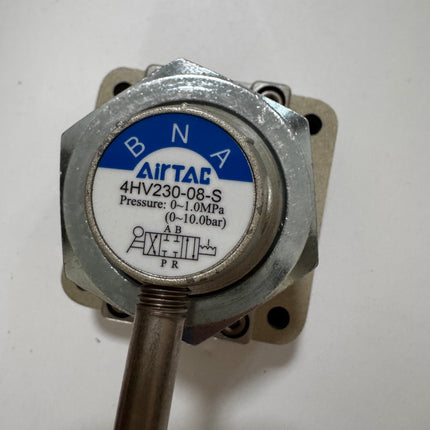 B N A
AirTAC
4HV230-08-S
Pressure: 0~1.0MPa
(0~10.0bar)
A B
P R